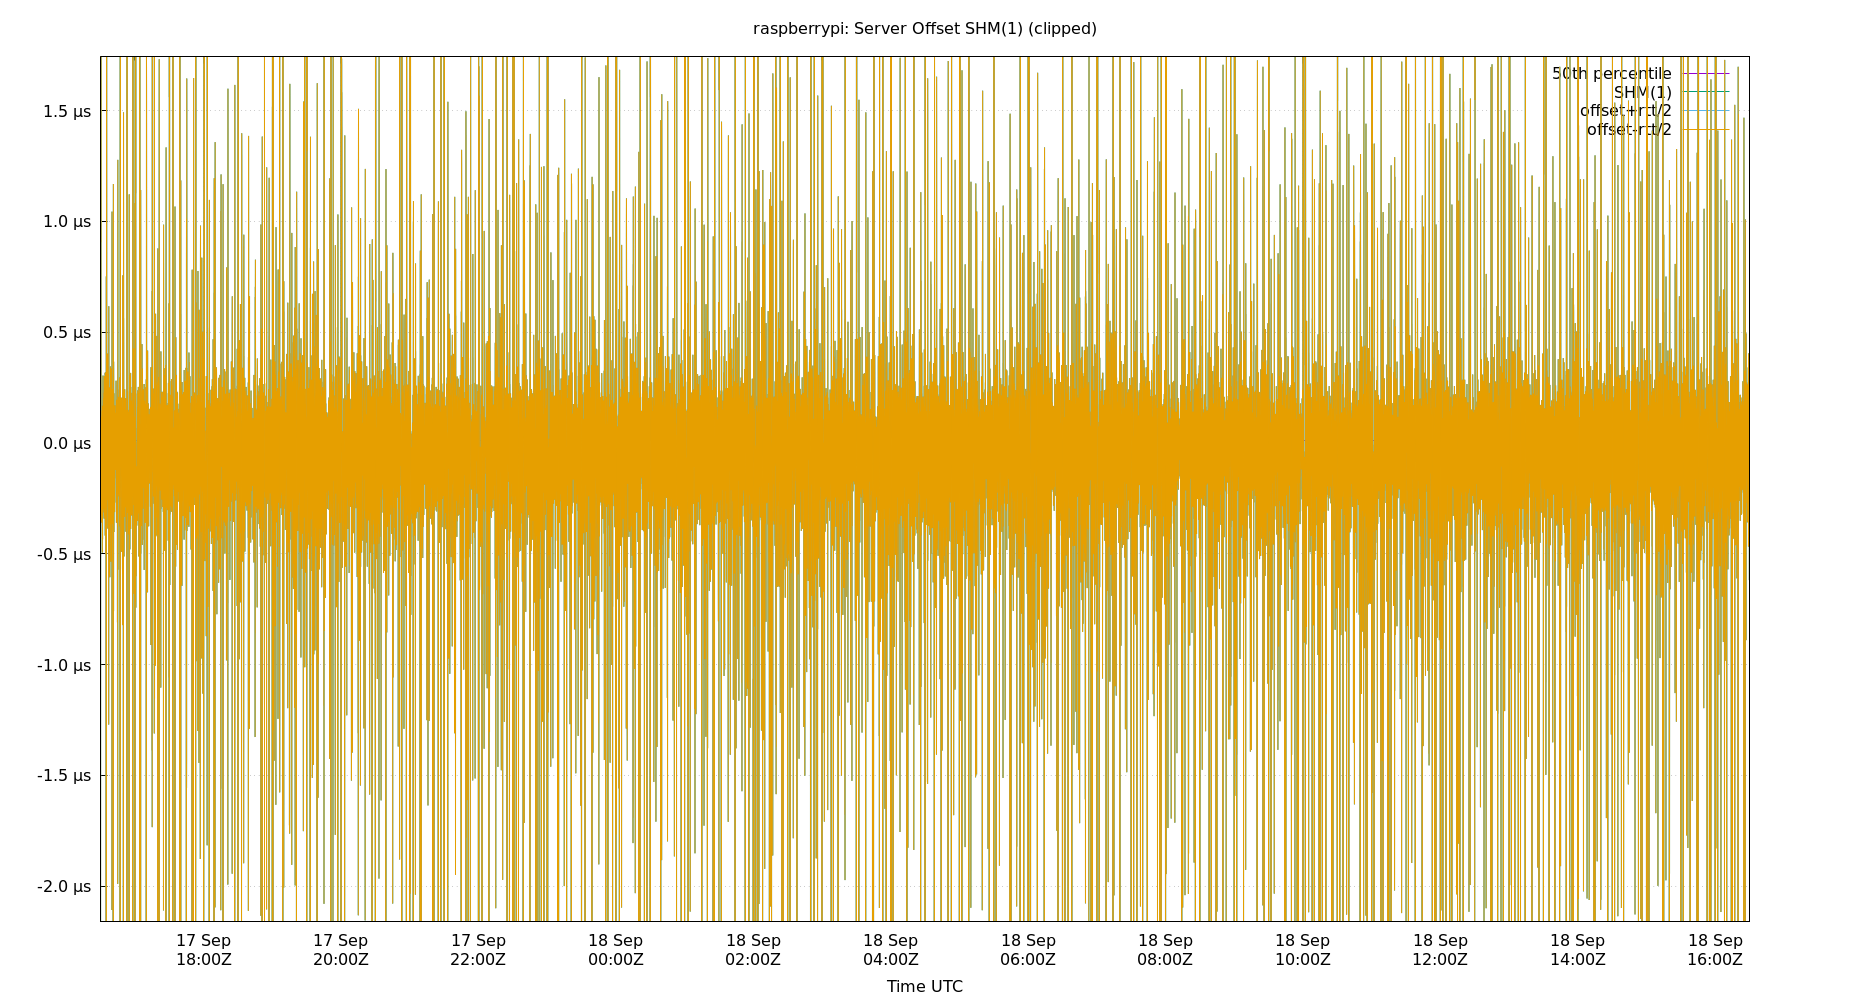 raspberrypi: Server Offset SHM(1) (clipped)
50th percentile
SHM(1)
offset+rtt/2
offset-rtt/2
1.5 μs
1.0 μs
0.5 μs
0.0 μs
-0.5 μs
-1.0 μs
-1.5 μs
-2.0 μs
17 Sep 17 Sep 17 Sep 18 Sep 18 Sep 18 Sep 18 Sep 18 Sep 18 Sep 18 Sep 18 Sep 18 Sep
18:00Z 20:00Z 22:00Z 00:00Z 02:00Z 04:00Z 06:00Z 08:00Z 10:00Z 12:00Z 14:00Z 16:00Z
Time UTC